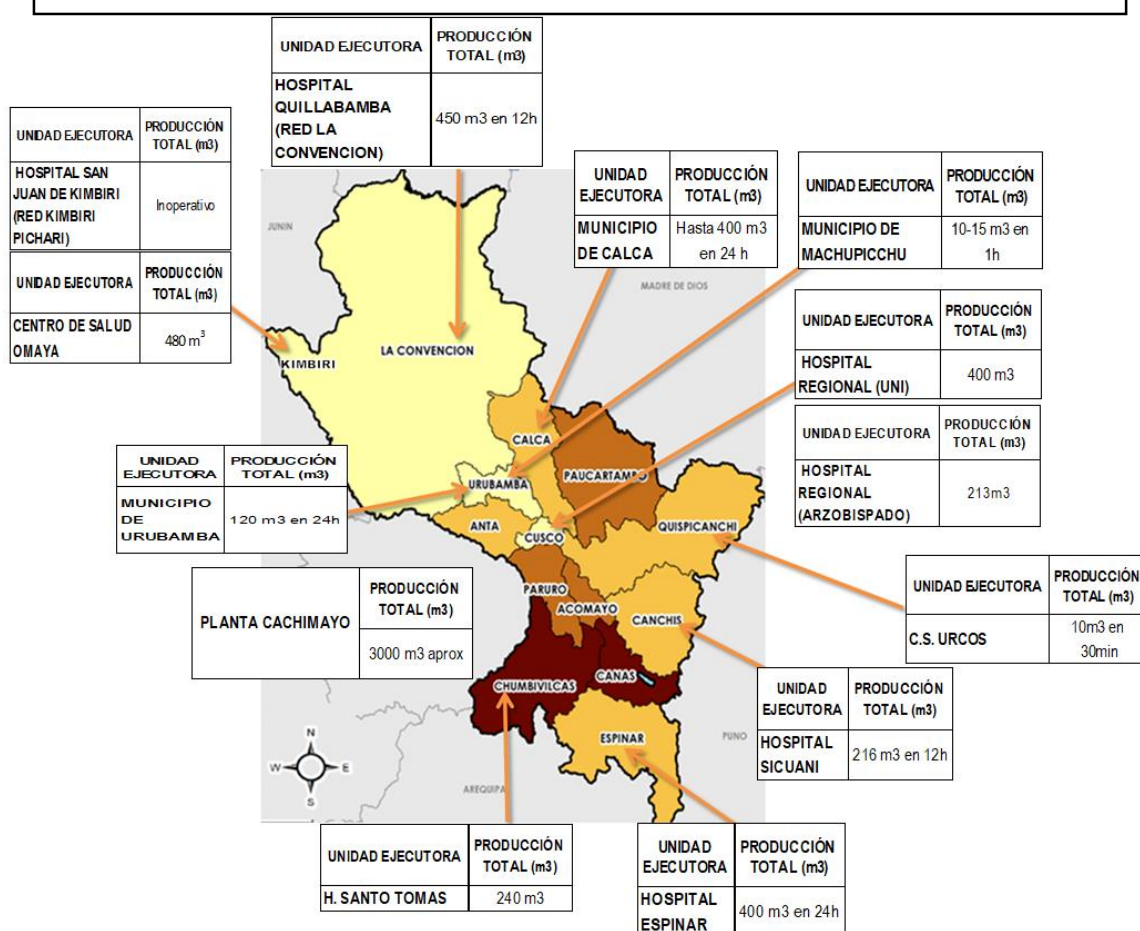 UNIDAD EJECUTORA
PRODUCCIÓN
TOTAL (m3)
HOSPITAL
QUILLABAMBA
(RED LA
CONVENCION)
450 m3 en 12h
UNIDAD EJECUTORA
PRODUCCIÓN
TOTAL (m3)
HOSPITAL SAN
JUAN DE KIMBIRI
(RED KIMBIRI
PICHARI)
Inoperativo
UNIDAD EJECUTORA
PRODUCCIÓN
TOTAL (m3)
CENTRO DE SALUD
OMAYA
480 m³
UNIDAD
EJECUTORA
PRODUCCIÓN
TOTAL (m3)
MUNICIPIO
DE CALCA
Hasta 400 m3
en 24 h
UNIDAD EJECUTORA
PRODUCCIÓN
TOTAL (m3)
MUNICIPIO DE
MACHUPICCHU
10-15 m3 en
1h
UNIDAD EJECUTORA
PRODUCCIÓN
TOTAL (m3)
HOSPITAL
REGIONAL (UNI)
400 m3
UNIDAD EJECUTORA
PRODUCCIÓN
TOTAL (m3)
HOSPITAL
REGIONAL
(ARZOBISPADO)
213m3
JUNIN
MADRE DE DIOS
LA CONVENCION
KIMBIRI
CALCA
PAUCARTAMBO
URUBAMBA
ANTA
CUSCO
QUISPICANCHI
PARURO
ACOMAYO
CANCHIS
CHUMBIVILCAS
CANAS
ESPINAR
PUNO
AREQUIPA
N
W
E
S
UNIDAD
EJECUTORA
PRODUCCIÓN
TOTAL (m3)
MUNICIPIO
DE
URUBAMBA
120 m3 en 24h
PLANTA CACHIMAYO
PRODUCCIÓN
TOTAL (m3)
3000 m3 aprox
UNIDAD EJECUTORA
PRODUCCIÓN
TOTAL (m3)
C.S. URCOS
10m3 en
30min
UNIDAD
EJECUTORA
PRODUCCIÓN
TOTAL (m3)
HOSPITAL
SICUANI
216 m3 en 12h
UNIDAD EJECUTORA
PRODUCCIÓN
TOTAL (m3)
H. SANTO TOMAS
240 m3
UNIDAD
EJECUTORA
PRODUCCIÓN
TOTAL (m3)
HOSPITAL
ESPINAR
400 m3 en 24h